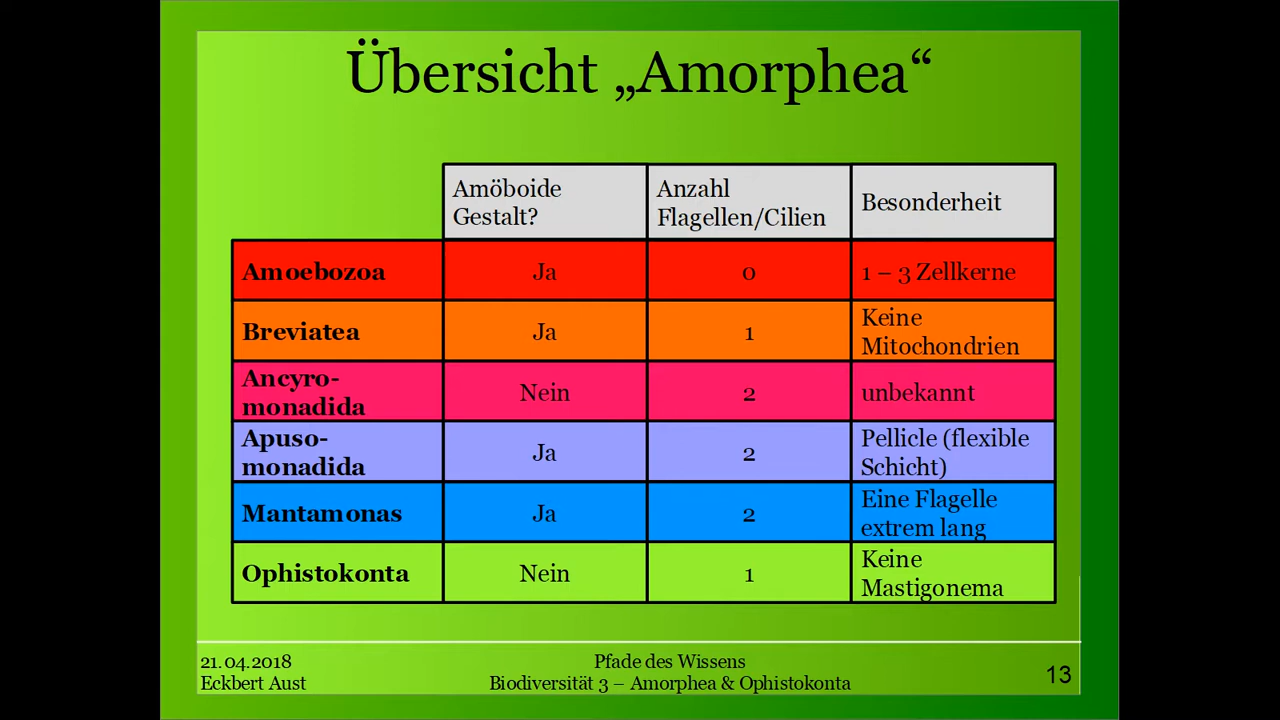 Übersicht „Amorphea“
Amöboide
Gestalt?
Anzahl
Flagellen/Cilien
Besonderheit
Amoebozoa
Ja
0
1 – 3 Zellkerne
Breviatea
Ja
1
Keine
Mitochondrien
Ancyro-
monadida
Nein
2
unbekannt
Apuso-
monadida
Ja
2
Pellicle (flexible
Schicht)
Mantamonas
Ja
2
Eine Flagelle
extrem lang
Ophistokonta
Nein
1
Keine
Mastigonema
21.04.2018
Eckbert Aust
Pfade des Wissens
Biodiversität 3 – Amorphea & Ophistokonta
13